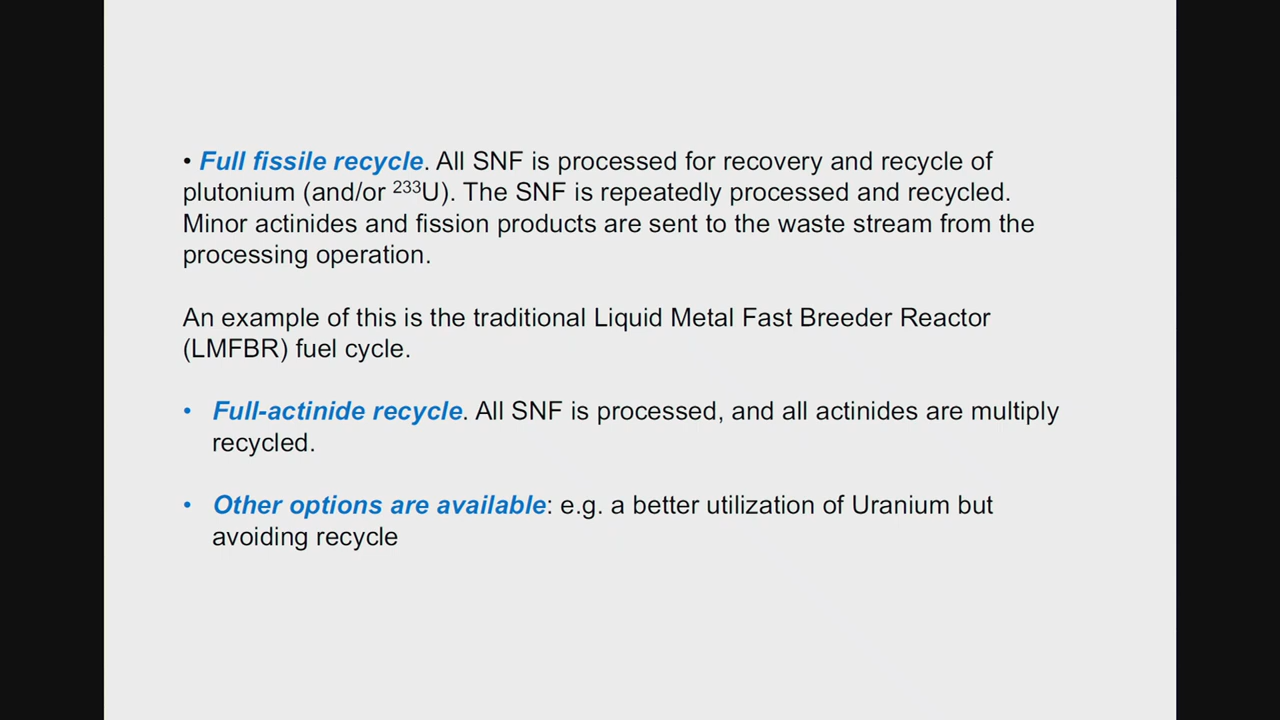 • Full fissile recycle. All SNF is processed for recovery and recycle of
plutonium (and/or ²³³U). The SNF is repeatedly processed and recycled.
Minor actinides and fission products are sent to the waste stream from the
processing operation.
An example of this is the traditional Liquid Metal Fast Breeder Reactor
(LMFBR) fuel cycle.
• Full-actinide recycle. All SNF is processed, and all actinides are multiply
recycled.
• Other options are available: e.g. a better utilization of Uranium but
avoiding recycle